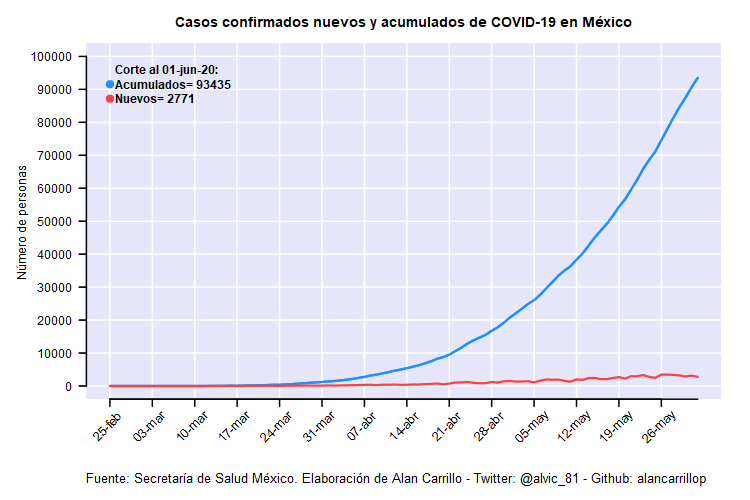 Casos confirmados nuevos y acumulados de COVID-19 en México
Corte al 01-jun-20:
Acumulados= 93435
Nuevos= 2771
Número de personas
100000
90000
80000
70000
60000
50000
40000
30000
20000
10000
0
25-feb
03-mar
10-mar
17-mar
24-mar
31-mar
07-abr
14-abr
21-abr
28-abr
05-may
12-may
19-may
26-may
Fuente: Secretaría de Salud México. Elaboración de Alan Carrillo - Twitter: @alvic_81 - Github: alancarrillop